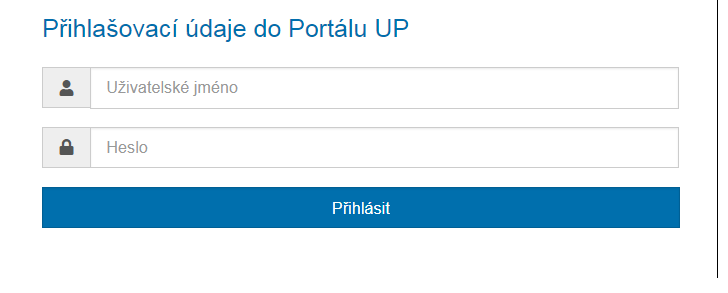 Přihlašovací údaje do Portálu UP
Uživatelské jméno
Heslo
Přihlásit